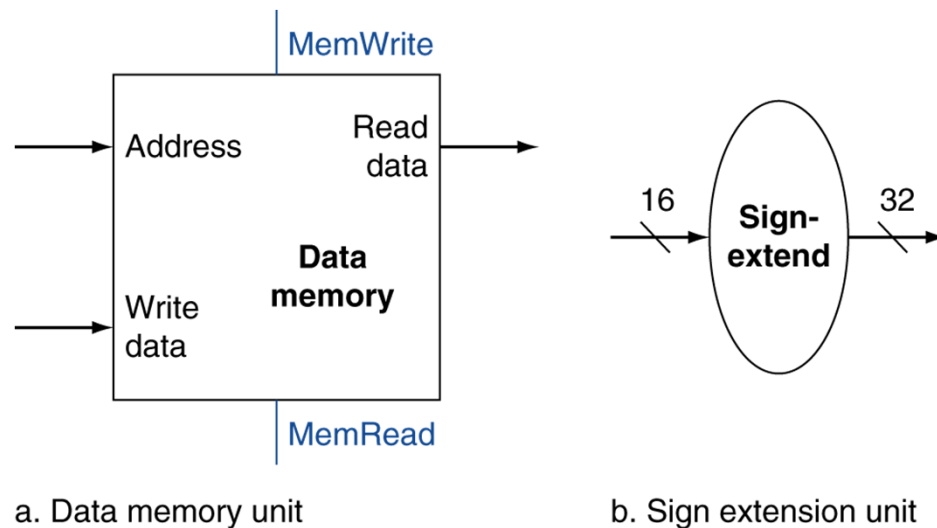 MemWrite
Address
Read
data
Data
memory
Write
data
MemRead
a. Data memory unit
16
Sign-
extend
32
b. Sign extension unit